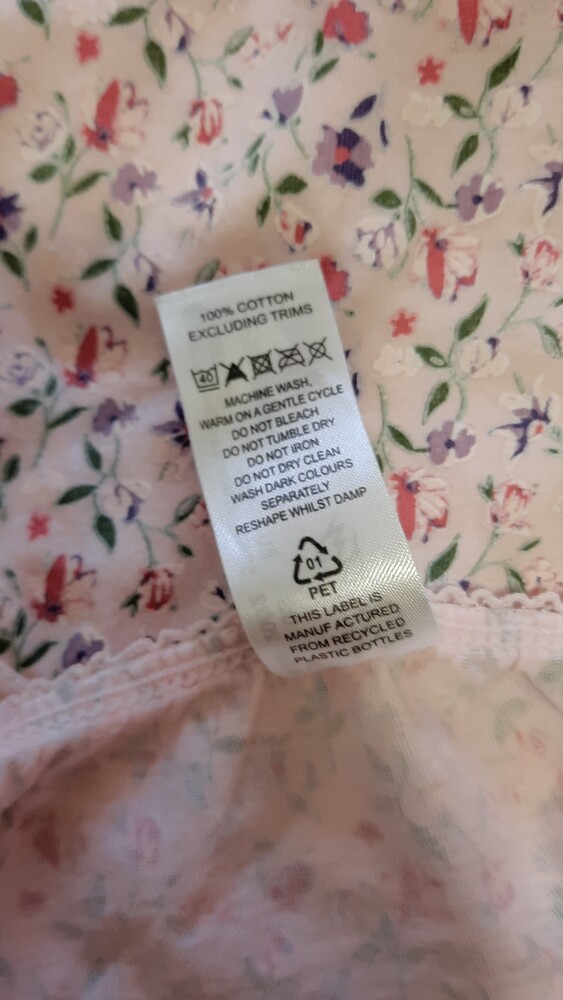 100% COTTON
EXCLUDING TRIMS
40
MACHINE WASH,
WARM ON A GENTLE CYCLE
DO NOT BLEACH
DO NOT TUMBLE DRY
DO NOT IRON
DO NOT DRY CLEAN
WASH DARK COLOURS
SEPARATELY
RESHAPE WHILST DAMP
01
PET
THIS LABEL IS
MANUF ACTURED
FROM RECYCLED
PLASTIC BOTTLES